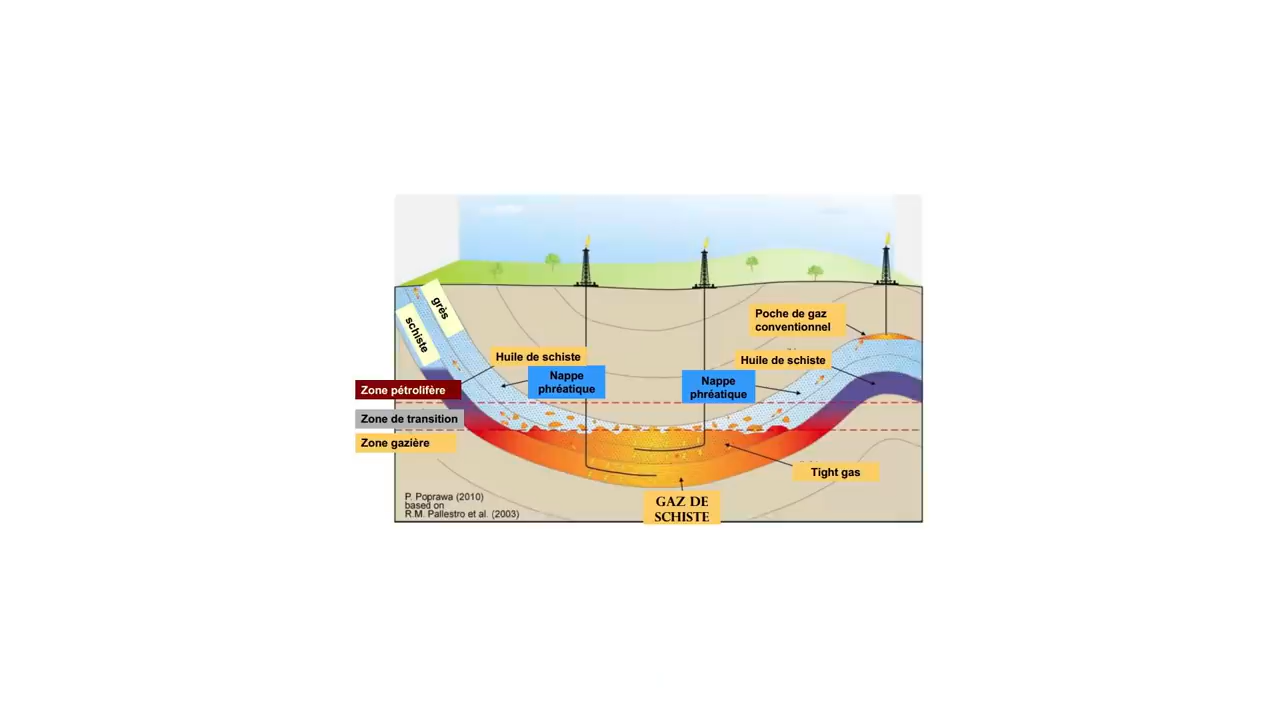 grès
schiste
Poche de gaz
conventionnel
Huile de schiste
Huile de schiste
Nappe
phréatique
Nappe
phréatique
Zone pétrolifère
Zone de transition
Zone gazière
Tight gas
GAZ DE
SCHISTE
P. Poprawa (2010)
based on
R.M. Pallestro et al. (2003)